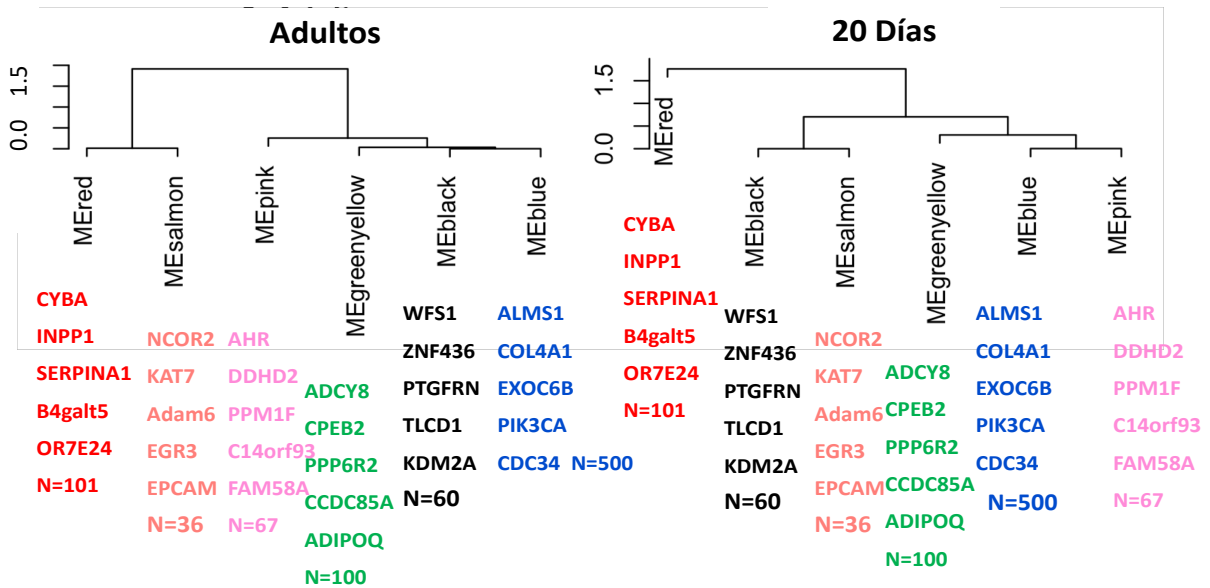 Adultos
1.5
0.0
MEred
MEsalmon
MEpink
MEgreenyellow
MEblack
MEblue
CYBA
INPP1
SERPINA1
B4galt5
OR7E24
N=101
NCOR2
KAT7
Adam6
EGR3
EPCAM
N=36
AHR
DDHD2
PPM1F
C14orf93
FAM58A
N=67
ADCY8
CPEB2
PPP6R2
CCDC85A
ADIPOQ
N=100
WFS1
ZNF436
PTGFRN
TLCD1
KDM2A
N=60
ALMS1
COL4A1
EXOC6B
PIK3CA
CDC34 N=500
20 Días
1.5
0.0
MEred
MEblack
MEsalmon
MEgreenyellow
MEblue
MEpink
CYBA
INPP1
SERPINA1
B4galt5
OR7E24
N=101
WFS1
ZNF436
PTGFRN
TLCD1
KDM2A
N=60
NCOR2
KAT7
Adam6
EGR3
EPCAM
N=36
ADCY8
CPEB2
PPP6R2
CCDC85A
ADIPOQ
N=100
ALMS1
COL4A1
EXOC6B
PIK3CA
CDC34
N=500
AHR
DDHD2
PPM1F
C14orf93
FAM58A
N=67